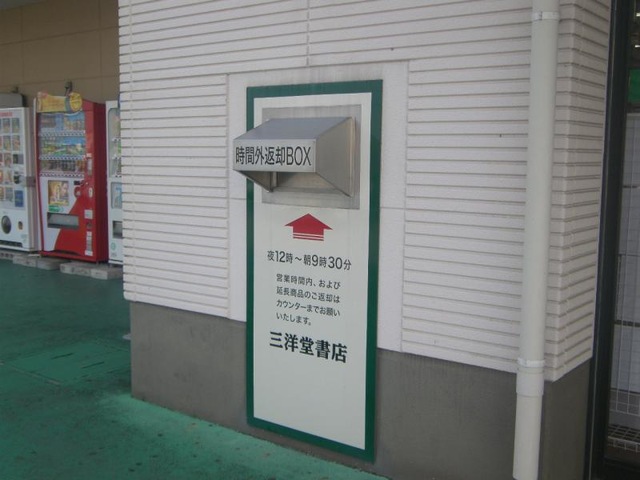 時間外返却BOX
夜12時～朝9時30分
営業時間内、および
延長商品のご返却は
カウンターまでお願い
いたします。
三洋堂書店